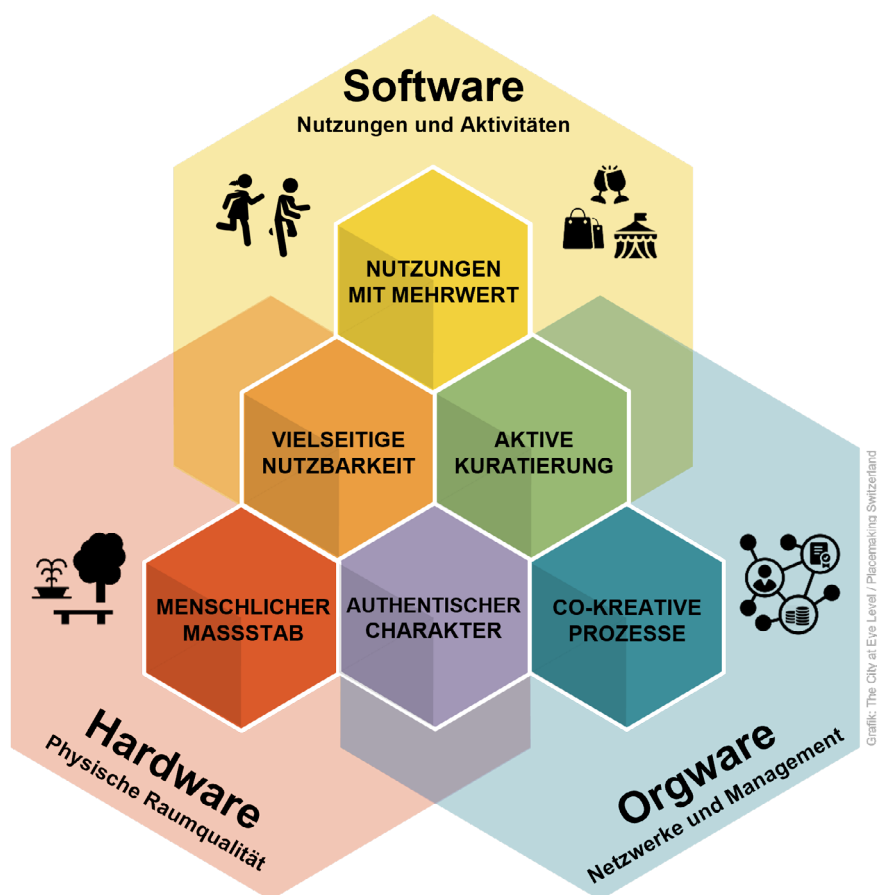 Software
Nutzungen und Aktivitäten
NUTZUNGEN
MIT MEHRWERT
VIELSEITIGE
NUTZBARKEIT
AKTIVE
KURATIERUNG
MENSCHLICHER
MASSSTAB
AUTHENTISCHER
CHARAKTER
CO-KREATIVE
PROZESSE
Hardware
Physische Raumqualität
Orgware
Netzwerke und Management
Grafik: The City at Eye Level / Placemaking Switzerland